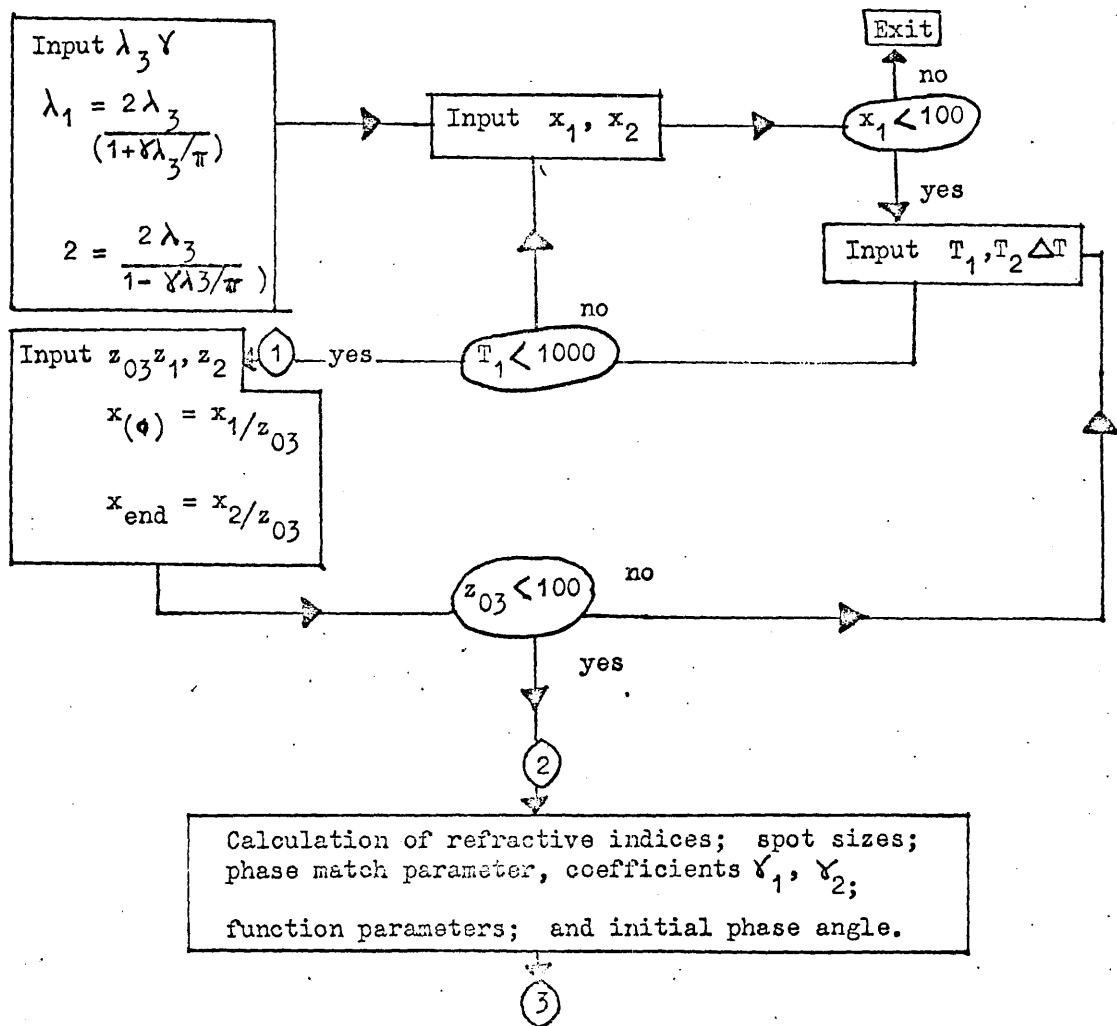 Input λ₃ γ
λ₁ = 2λ₃
(1+γλ₃/π)
2 = 2λ₃
1- γλ3/π)
Input x₁, x₂
Exit
no
x₁ < 100
yes
Input T₁,T₂ ΔT
no
T₁ < 1000
yes
1
Input z₀₃z₁, z₂
x₍₀₎ = x₁/z₀₃
x_end = x₂/z₀₃
z₀₃ < 100
no
yes
2
Calculation of refractive indices; spot sizes;
phase match parameter, coefficients γ₁, γ₂;
function parameters; and initial phase angle.
3